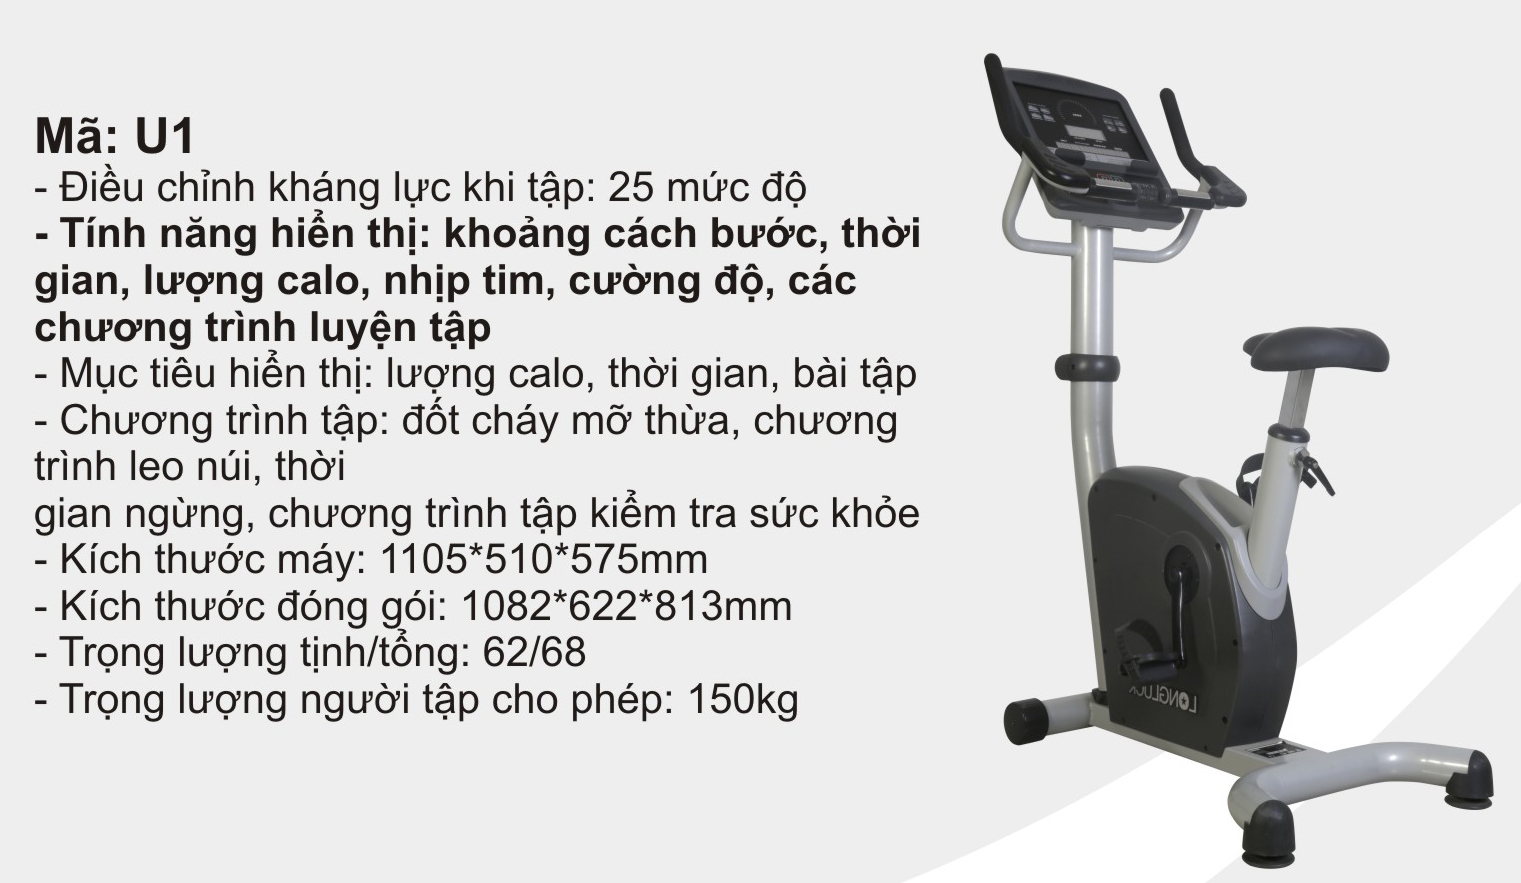 Mã: U1
- Điều chỉnh kháng lực khi tập: 25 mức độ
- Tính năng hiển thị: khoảng cách bước, thời
gian, lượng calo, nhịp tim, cường độ, các
chương trình luyện tập
- Mục tiêu hiển thị: lượng calo, thời gian, bài tập
- Chương trình tập: đốt cháy mỡ thừa, chương
trình leo núi, thời
gian ngừng, chương trình tập kiểm tra sức khỏe
- Kích thước máy: 1105*510*575mm
- Kích thước đóng gói: 1082*622*813mm
- Trọng lượng tịnh/tổng: 62/68
- Trọng lượng người tập cho phép: 150kg
LONGLUCK